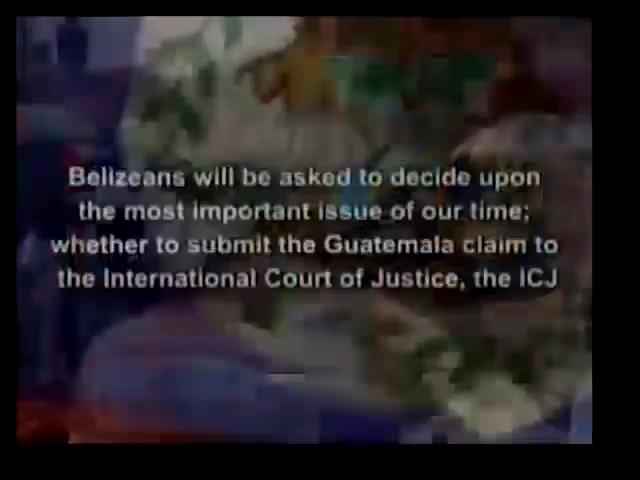 Belizeans will be asked to decide upon
the most important issue of our time;
whether to submit the Guatemala claim to
the International Court of Justice, the ICJ